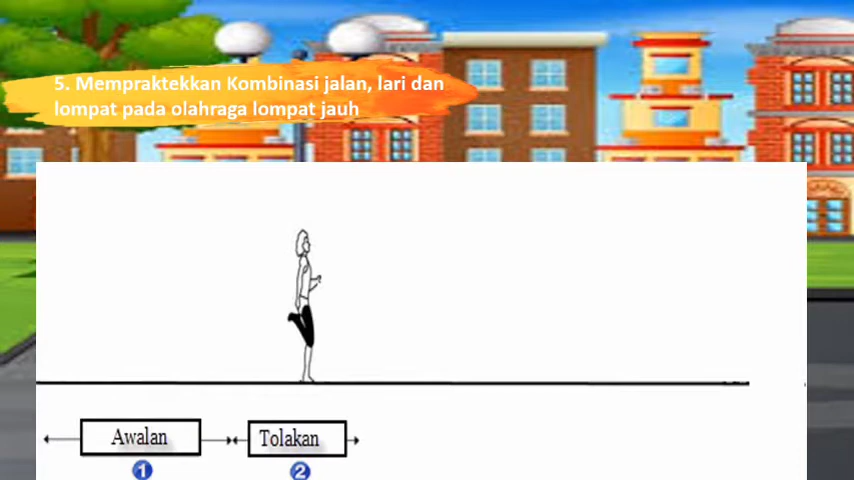 5. Mempraktekkan Kombinasi jalan, lari dan
lompat pada olahraga lompat jauh
Awalan
Tolakan
1
2